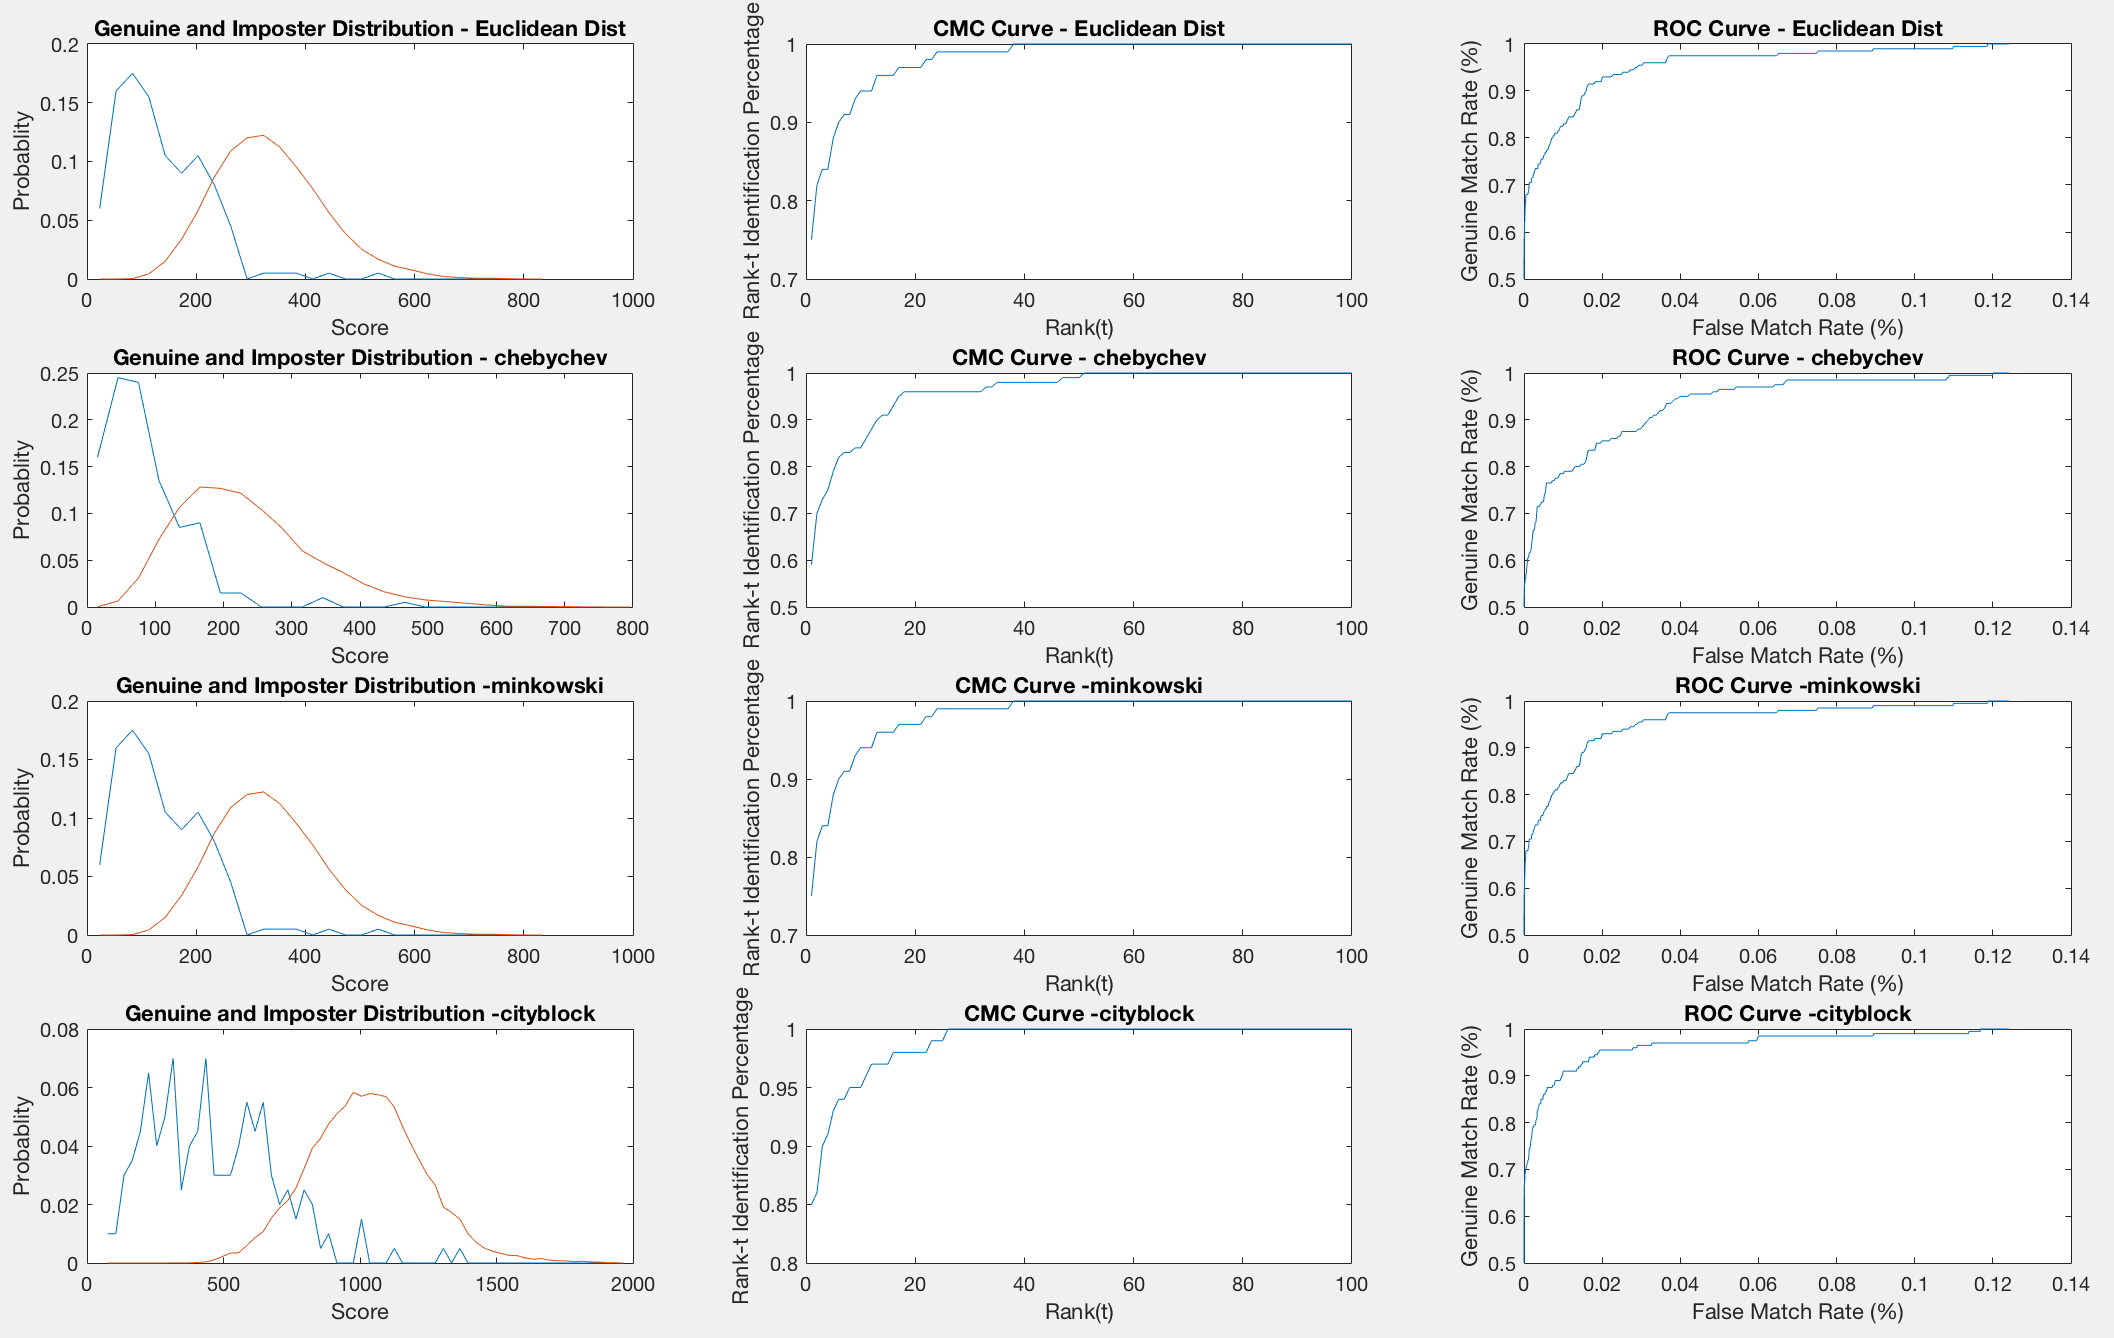 Genuine and Imposter Distribution - Euclidean Dist
0.2
0.15
0.1
0.05
0
Probablity
0 200 400 600 800 1000
Score
CMC Curve - Euclidean Dist
1
0.9
0.8
0.7
Rank-t Identification Percentage
0 20 40 60 80 100
Rank(t)
ROC Curve - Euclidean Dist
1
0.9
0.8
0.7
0.6
0.5
Genuine Match Rate (%)
0 0.02 0.04 0.06 0.08 0.1 0.12 0.14
False Match Rate (%)
Genuine and Imposter Distribution - chebychev
0.25
0.2
0.15
0.1
0.05
0
Probablity
0 100 200 300 400 500 600 700 800
Score
CMC Curve - chebychev
1
0.9
0.8
0.7
0.6
0.5
Rank-t Identification Percentage
0 20 40 60 80 100
Rank(t)
ROC Curve - chebychev
1
0.9
0.8
0.7
0.6
0.5
Genuine Match Rate (%)
0 0.02 0.04 0.06 0.08 0.1 0.12 0.14
False Match Rate (%)
Genuine and Imposter Distribution -minkowski
0.2
0.15
0.1
0.05
0
Probablity
0 200 400 600 800 1000
Score
CMC Curve -minkowski
1
0.9
0.8
0.7
Rank-t Identification Percentage
0 20 40 60 80 100
Rank(t)
ROC Curve -minkowski
1
0.9
0.8
0.7
0.6
0.5
Genuine Match Rate (%)
0 0.02 0.04 0.06 0.08 0.1 0.12 0.14
False Match Rate (%)
Genuine and Imposter Distribution -cityblock
0.08
0.06
0.04
0.02
0
Probablity
0 500 1000 1500 2000
Score
CMC Curve -cityblock
1
0.95
0.9
0.85
0.8
Rank-t Identification Percentage
0 20 40 60 80 100
Rank(t)
ROC Curve -cityblock
1
0.9
0.8
0.7
0.6
0.5
Genuine Match Rate (%)
0 0.02 0.04 0.06 0.08 0.1 0.12 0.14
False Match Rate (%)